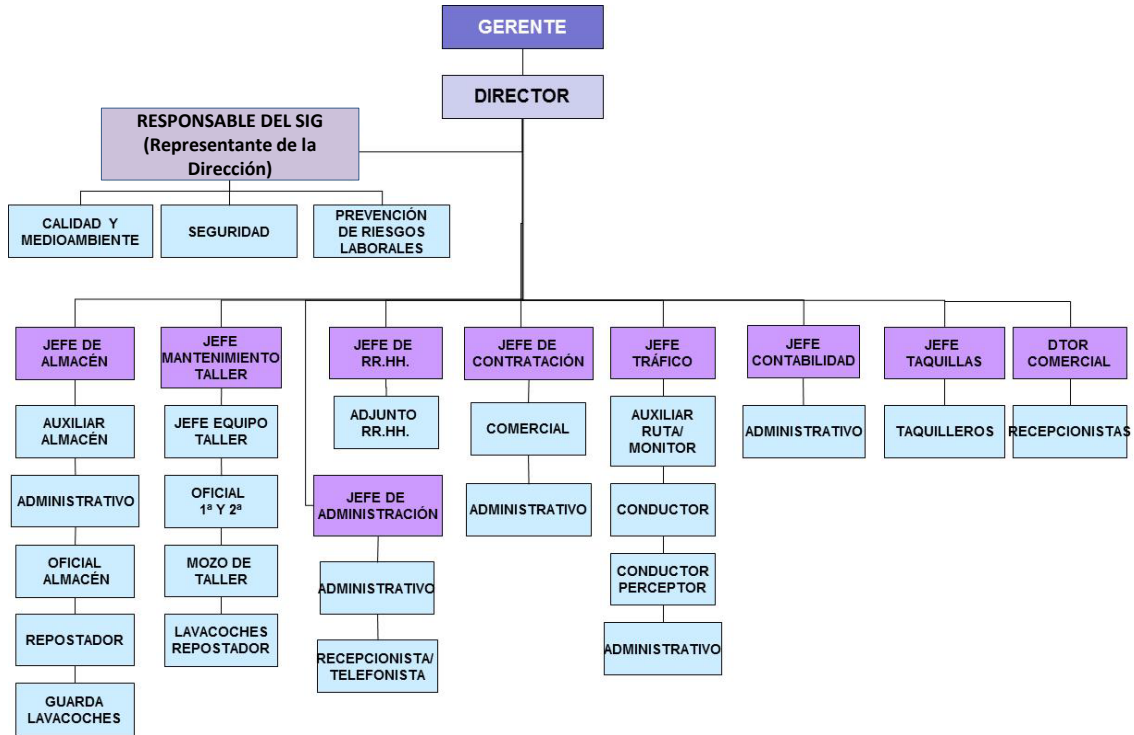 GERENTE
DIRECTOR
RESPONSABLE DEL SIG
(Representante de la
Dirección)
CALIDAD Y
MEDIOAMBIENTE
SEGURIDAD
PREVENCIÓN
DE RIESGOS
LABORALES
JEFE DE
ALMACÉN
JEFE
MANTENIMIENTO
TALLER
JEFE DE
RR.HH.
JEFE DE
CONTRATACIÓN
JEFE
TRÁFICO
JEFE
CONTABILIDAD
JEFE
TAQUILLAS
DTOR
COMERCIAL
AUXILIAR
ALMACÉN
JEFE EQUIPO
TALLER
ADJUNTO
RR.HH.
COMERCIAL
AUXILIAR
RUTA/
MONITOR
ADMINISTRATIVO
TAQUILLEROS
RECEPCIONISTAS
ADMINISTRATIVO
OFICIAL
1ª Y 2ª
JEFE DE
ADMINISTRACIÓN
ADMINISTRATIVO
CONDUCTOR
OFICIAL
ALMACÉN
MOZO DE
TALLER
ADMINISTRATIVO
CONDUCTOR
PERCEPTOR
REPOSTADOR
LAVACOCHES
REPOSTADOR
RECEPCIONISTA/
TELEFONISTA
ADMINISTRATIVO
GUARDA
LAVACOCHES